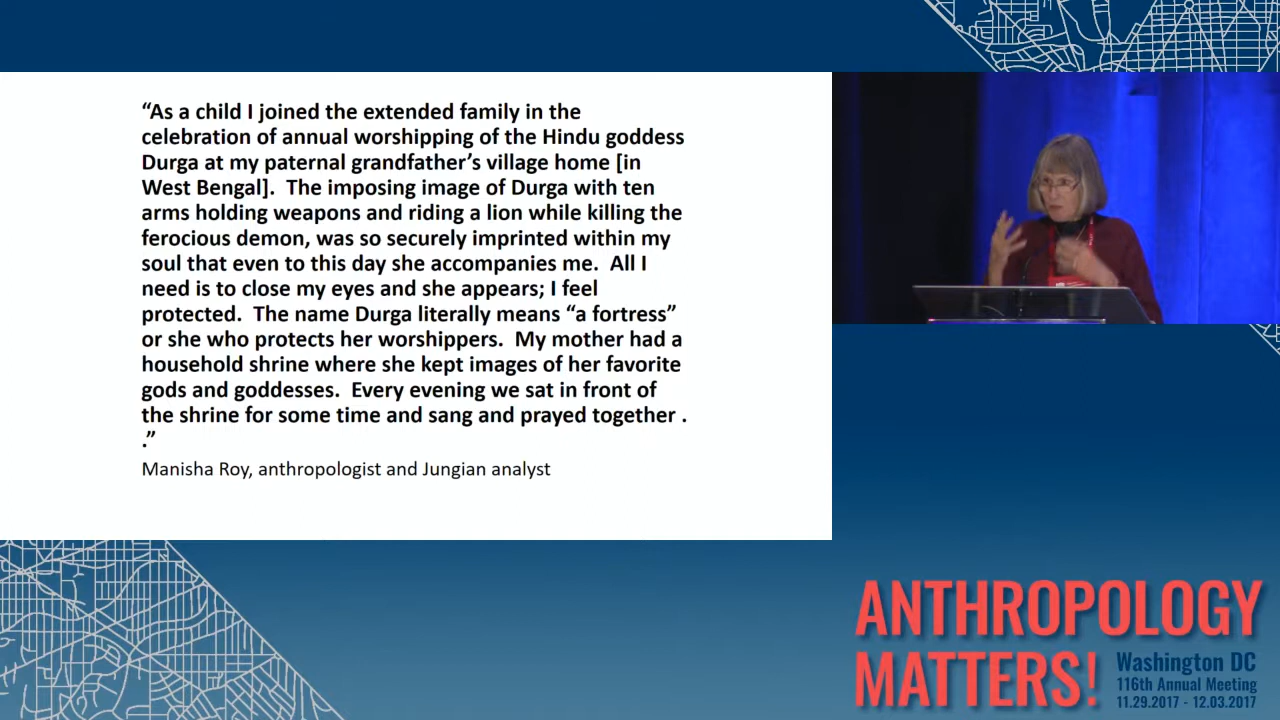 “As a child I joined the extended family in the
celebration of annual worshipping of the Hindu goddess
Durga at my paternal grandfather’s village home [in
West Bengal].  The imposing image of Durga with ten
arms holding weapons and riding a lion while killing the
ferocious demon, was so securely imprinted within my
soul that even to this day she accompanies me.  All I
need is to close my eyes and she appears; I feel
protected.  The name Durga literally means “a fortress”
or she who protects her worshippers.  My mother had a
household shrine where she kept images of her favorite
gods and goddesses.  Every evening we sat in front of
the shrine for some time and sang and prayed together .
.”
Manisha Roy, anthropologist and Jungian analyst
ANTHROPOLOGY
MATTERS!
Washington DC
116th Annual Meeting
11.29.2017 - 12.03.2017